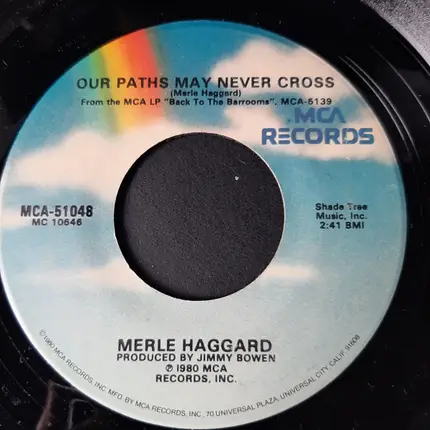 OUR PATHS MAY NEVER CROSS
(Merle Haggard)
From the MCA LP "Back To The Barrooms", MCA-5139
MCA
RECORDS
MCA-51048
MC 10646
Shade Tree
Music, Inc.
2:41 BMI
MERLE HAGGARD
PRODUCED BY JIMMY BOWEN
℗ 1980 MCA
RECORDS, INC.
©1980 MCA RECORDS, INC. MFG BY MCA RECORDS, INC., 70 UNIVERSAL PLAZA, UNIVERSAL CITY, CALIF. 91608